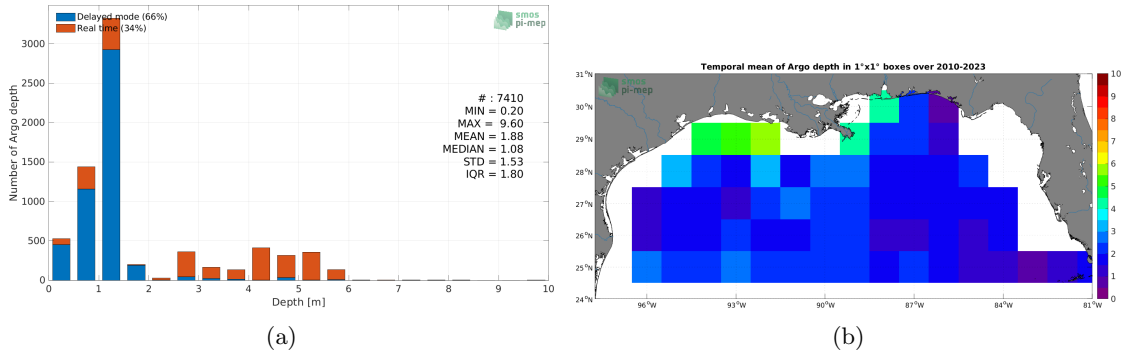 Delayed mode (66%)
Real time (34%)
smos
pi-mep
# : 7410
MIN = 0.20
MAX = 9.60
MEAN = 1.88
MEDIAN = 1.08
STD = 1.53
IQR = 1.80
Number of Argo depth
3500
3000
2500
2000
1500
1000
500
0
0 1 2 3 4 5 6 7 8 9 10
Depth [m]
(a)
Temporal mean of Argo depth in 1°x1° boxes over 2010-2023
smos
pi-mep
31°N
30°N
29°N
28°N
27°N
26°N
25°N
24°N
96°W 93°W 90°W 87°W 84°W 81°W
10
9
8
7
6
5
4
3
2
1
0
(b)